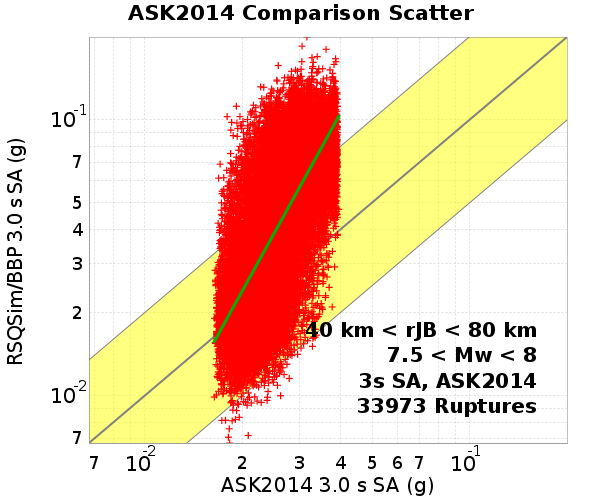 ASK2014 Comparison Scatter
RSQSim/BBP 3.0 s SA (g)
10-1
7
5
4
3
2
10-2
7
40 km < rJB < 80 km
7.5 < Mw < 8
3s SA, ASK2014
33973 Ruptures
7 10-2 2 3 4 5 6 7 10-1
ASK2014 3.0 s SA (g)